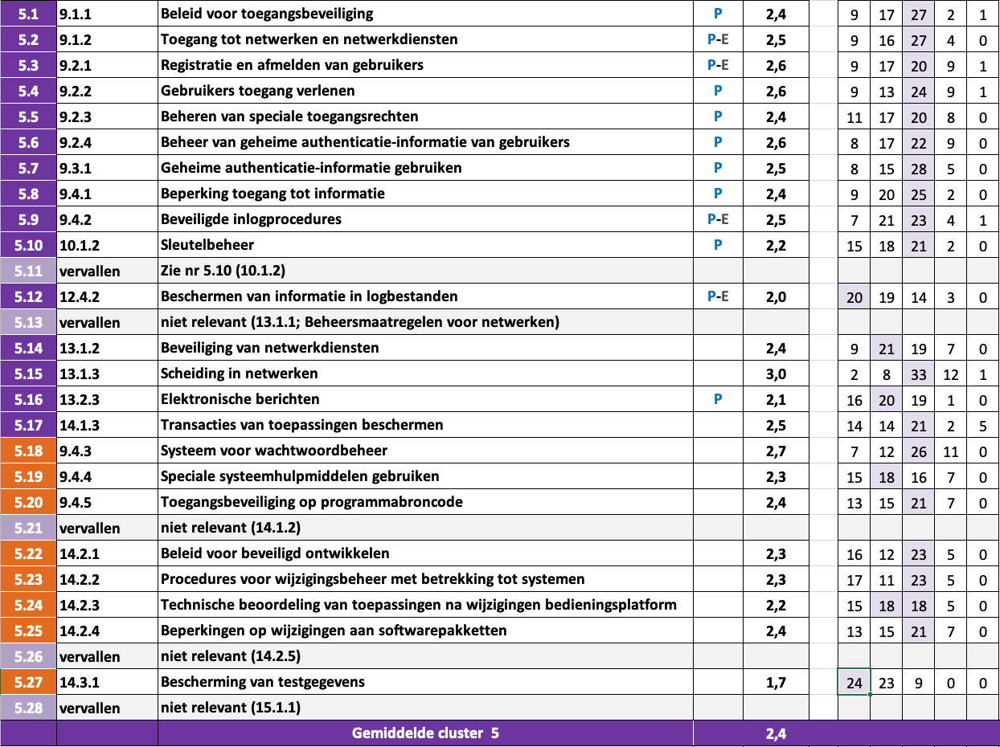 5.1 9.1.1 Beleid voor toegangsbeveiliging P 2,4 9 17 27 2 1
5.2 9.1.2 Toegang tot netwerken en netwerkdiensten P-E 2,5 9 16 27 4 0
5.3 9.2.1 Registratie en afmelden van gebruikers P-E 2,6 9 17 20 9 1
5.4 9.2.2 Gebruikers toegang verlenen P 2,6 9 13 24 9 1
5.5 9.2.3 Beheren van speciale toegangsrechten P 2,4 11 17 20 8 0
5.6 9.2.4 Beheer van geheime authenticatie-informatie van gebruikers P 2,6 8 17 22 9 0
5.7 9.3.1 Geheime authenticatie-informatie gebruiken P 2,5 8 15 28 5 0
5.8 9.4.1 Beperking toegang tot informatie P 2,4 9 20 25 2 0
5.9 9.4.2 Beveiligde inlogprocedures P-E 2,5 7 21 23 4 1
5.10 10.1.2 Sleutelbeheer P 2,2 15 18 21 2 0
5.11 vervallen Zie nr 5.10 (10.1.2)
5.12 12.4.2 Beschermen van informatie in logbestanden P-E 2,0 20 19 14 3 0
5.13 vervallen niet relevant (13.1.1; Beheersmaatregelen voor netwerken)
5.14 13.1.2 Beveiliging van netwerkdiensten 2,4 9 21 19 7 0
5.15 13.1.3 Scheiding in netwerken 3,0 2 8 33 12 1
5.16 13.2.3 Elektronische berichten P 2,1 16 20 19 1 0
5.17 14.1.3 Transacties van toepassingen beschermen 2,5 14 14 21 2 5
5.18 9.4.3 Systeem voor wachtwoordbeheer 2,7 7 12 26 11 0
5.19 9.4.4 Speciale systeemhulpmiddelen gebruiken 2,3 15 18 16 7 0
5.20 9.4.5 Toegangsbeveiliging op programmabroncode 2,4 13 15 21 7 0
5.21 vervallen niet relevant (14.1.2)
5.22 14.2.1 Beleid voor beveiligd ontwikkelen 2,3 16 12 23 5 0
5.23 14.2.2 Procedures voor wijzigingsbeheer met betrekking tot systemen 2,3 17 11 23 5 0
5.24 14.2.3 Technische beoordeling van toepassingen na wijzigingen bedieningsplatform 2,2 15 18 18 5 0
5.25 14.2.4 Beperkingen op wijzigingen aan softwarepakketten 2,4 13 15 21 7 0
5.26 vervallen niet relevant (14.2.5)
5.27 14.3.1 Bescherming van testgegevens 1,7 24 23 9 0 0
5.28 vervallen niet relevant (15.1.1)
Gemiddelde cluster 5 2,4